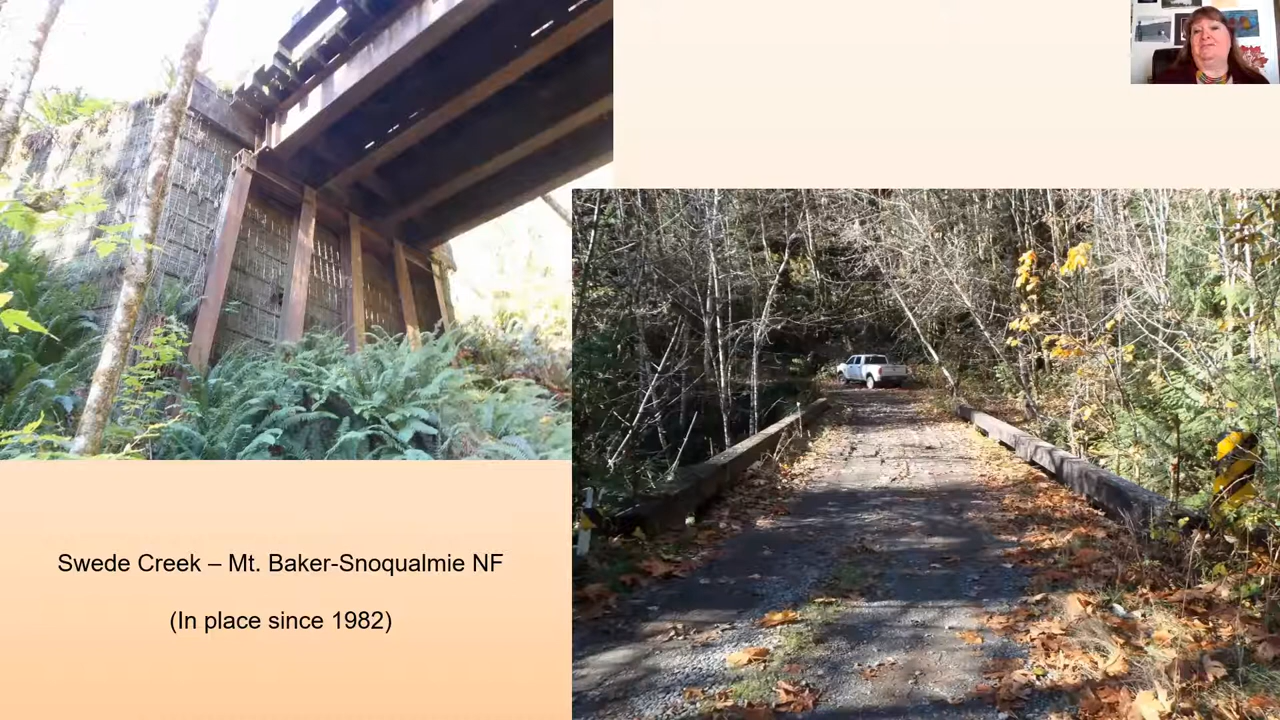 Swede Creek – Mt. Baker-Snoqualmie NF
(In place since 1982)